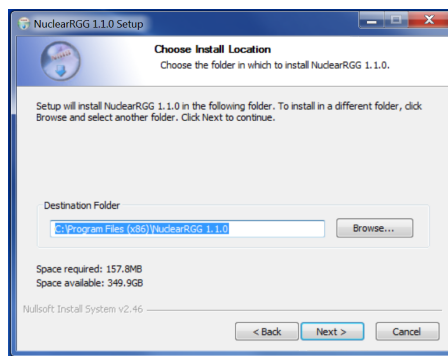 NuclearRGG 1.1.0 Setup
Choose Install Location
Choose the folder in which to install NuclearRGG 1.1.0.
Setup will install NuclearRGG 1.1.0 in the following folder. To install in a different folder, click
Browse and select another folder. Click Next to continue.
Destination Folder
C:\Program Files (x86)\NuclearRGG 1.1.0
Browse...
Space required: 157.8MB
Space available: 349.9GB
Nullsoft Install System v2.46
< Back
Next >
Cancel